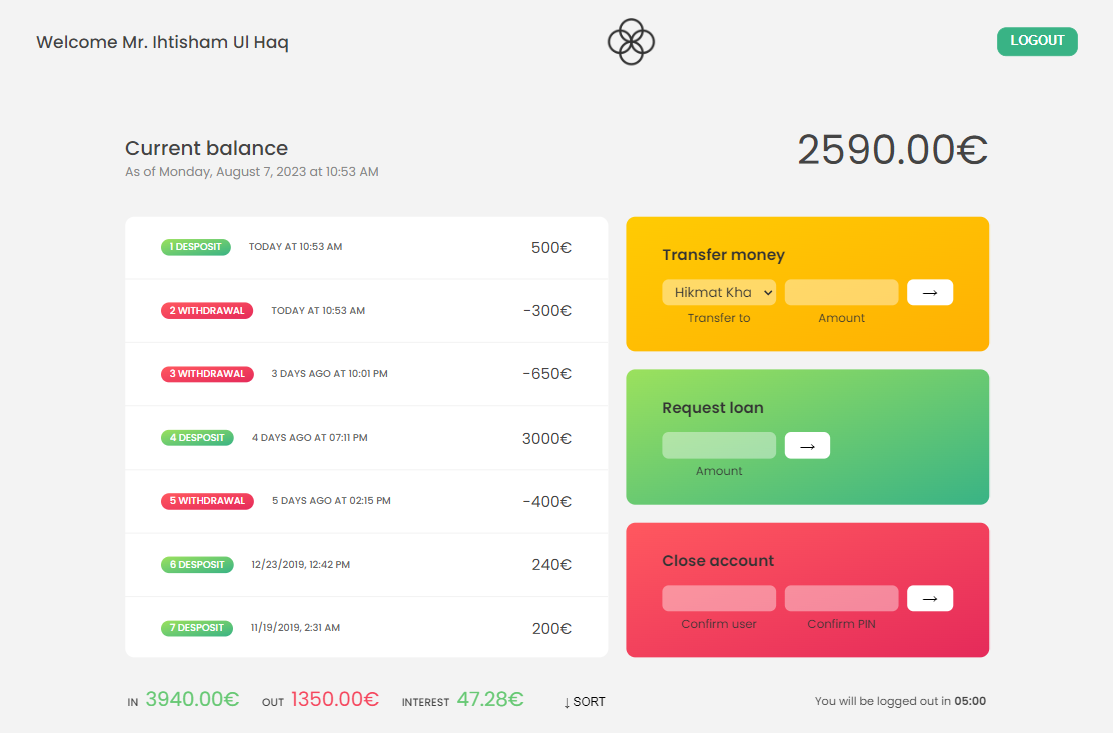 Welcome Mr. Ihtisham Ul Haq
LOGOUT
Current balance
As of Monday, August 7, 2023 at 10:53 AM
2590.00€
1 DESPOSIT TODAY AT 10:53 AM 500€
2 WITHDRAWAL TODAY AT 10:53 AM -300€
3 WITHDRAWAL 3 DAYS AGO AT 10:01 PM -650€
4 DESPOSIT 4 DAYS AGO AT 07:11 PM 3000€
5 WITHDRAWAL 5 DAYS AGO AT 02:15 PM -400€
6 DESPOSIT 12/23/2019, 12:42 PM 240€
7 DESPOSIT 11/19/2019, 2:31 AM 200€
Transfer money
Hikmat Kha →
Transfer to Amount
Request loan
→
Amount
Close account
→
Confirm user Confirm PIN
IN 3940.00€ OUT 1350.00€ INTEREST 47.28€ ↓ SORT
You will be logged out in 05:00